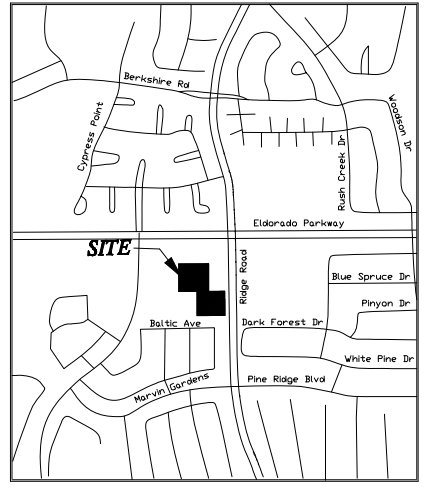 Berkshire Rd
Cypress Point
Woodson Dr
Rush Creek Dr
Eldorado Parkway
SITE
Ridge Road
Blue Spruce Dr
Pinyon Dr
Baltic Ave
Dark Forest Dr
White Pine Dr
Marvin Gardens
Pine Ridge Blvd